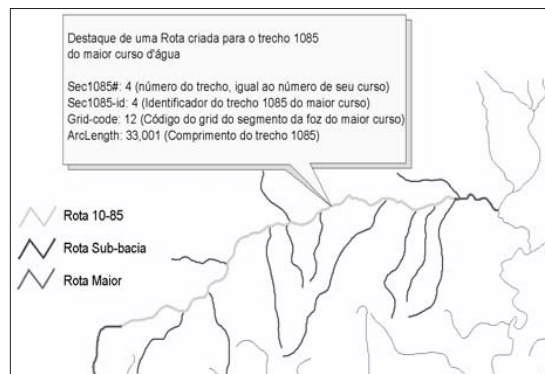 Destaque de uma Rota criada para o trecho 1085
do maior curso d'água
Sec1085#: 4 (número do trecho, igual ao número de seu curso)
Sec1085-id: 4 (Identificador do trecho 1085 do maior curso)
Grid-code: 12 (Código do grid do segmento da foz do maior curso)
ArcLength: 33,001 (Comprimento do trecho 1085)
Rota 10-85
Rota Sub-bacia
Rota Maior